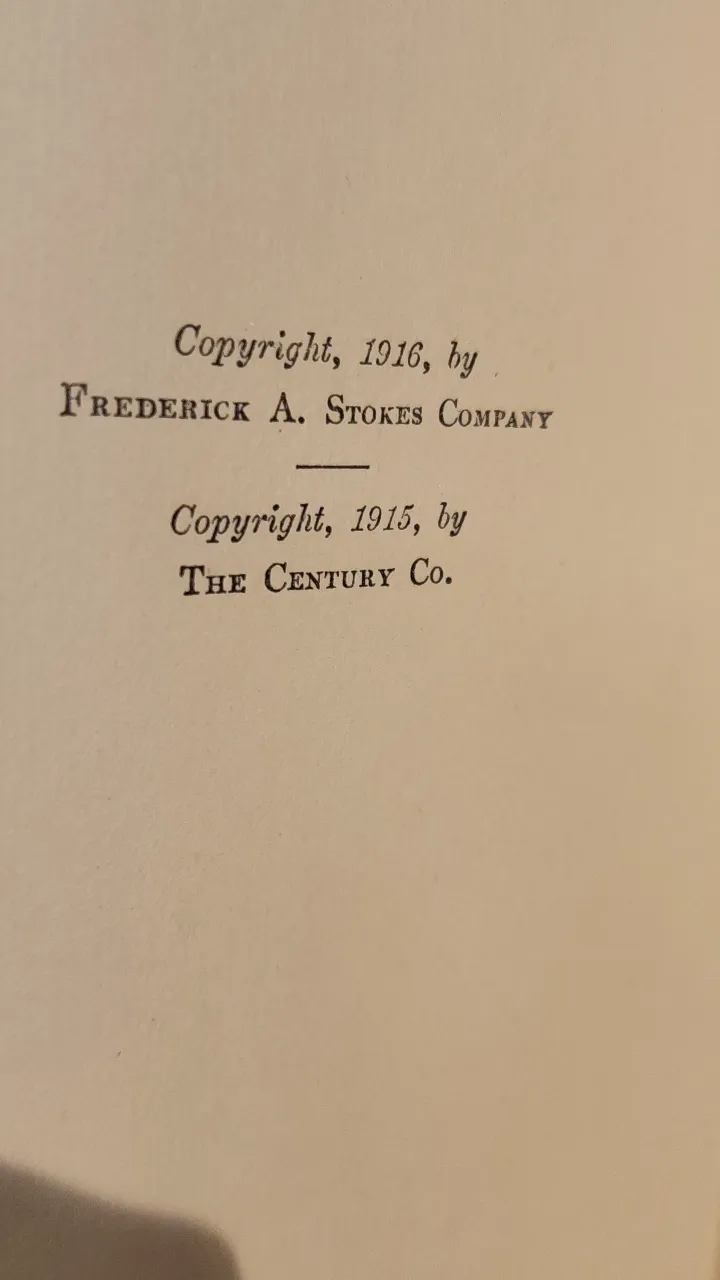 Copyright, 1916, by
FREDERICK A. STOKES COMPANY
Copyright, 1915, by
THE CENTURY CO.